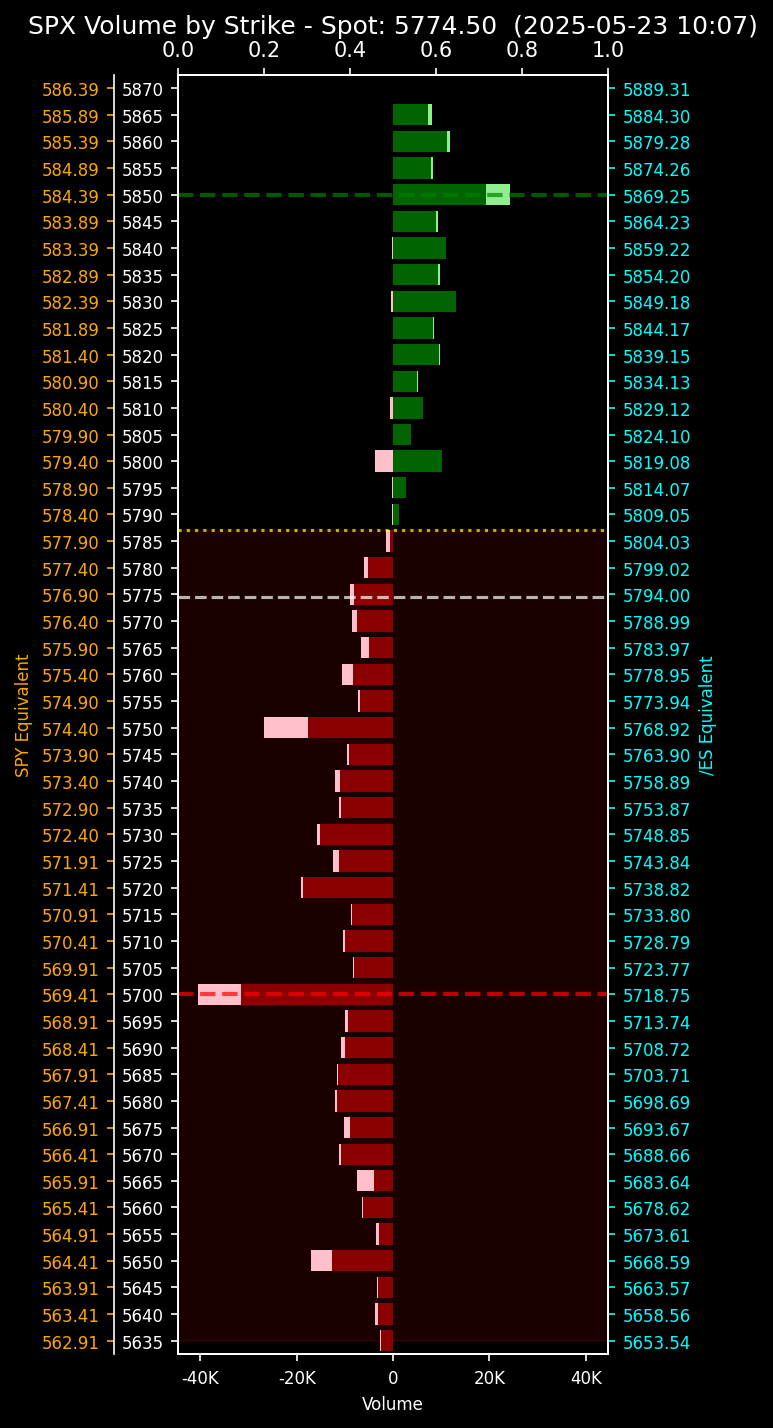 SPX Volume by Strike - Spot: 5774.50 (2025-05-23 10:07)
0.0 0.2 0.4 0.6 0.8 1.0
586.39 5870 5889.31
585.89 5865 5884.30
585.39 5860 5879.28
584.89 5855 5874.26
584.39 5850 5869.25
583.89 5845 5864.23
583.39 5840 5859.22
582.89 5835 5854.20
582.39 5830 5849.18
581.89 5825 5844.17
581.40 5820 5839.15
580.90 5815 5834.13
580.40 5810 5829.12
579.90 5805 5824.10
579.40 5800 5819.08
578.90 5795 5814.07
578.40 5790 5809.05
577.90 5785 5804.03
577.40 5780 5799.02
576.90 5775 5794.00
576.40 5770 5788.99
575.90 5765 5783.97
575.40 5760 5778.95
574.90 5755 5773.94
574.40 5750 5768.92
573.90 5745 5763.90
573.40 5740 5758.89
572.90 5735 5753.87
572.40 5730 5748.85
571.91 5725 5743.84
571.41 5720 5738.82
570.91 5715 5733.80
570.41 5710 5728.79
569.91 5705 5723.77
569.41 5700 5718.75
568.91 5695 5713.74
568.41 5690 5708.72
567.91 5685 5703.71
567.41 5680 5698.69
566.91 5675 5693.67
566.41 5670 5688.66
565.91 5665 5683.64
565.41 5660 5678.62
564.91 5655 5673.61
564.41 5650 5668.59
563.91 5645 5663.57
563.41 5640 5658.56
562.91 5635 5653.54
SPY Equivalent
/ES Equivalent
-40K -20K 0 20K 40K
Volume